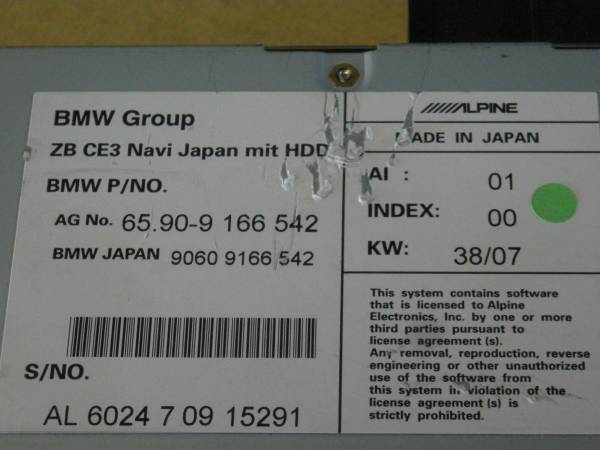 BMW Group
ZB CE3 Navi Japan mit HDD
BMW P/NO.
AG No. 65.90-9 166 542
BMW JAPAN 9060 9166 542
S/NO.
AL 6024 7 09 15291
ALPINE
MADE IN JAPAN
AI : 01
INDEX: 00
KW: 38/07
This system contains software
that is licensed to Alpine
Electronics, Inc. by one or more
third parties pursuant to
license agreement (s).
Any removal, reproduction, reverse
engineering or other unauthorized
use of the software from
this system in violation of the
license agreement (s) is
strictly prohibited.